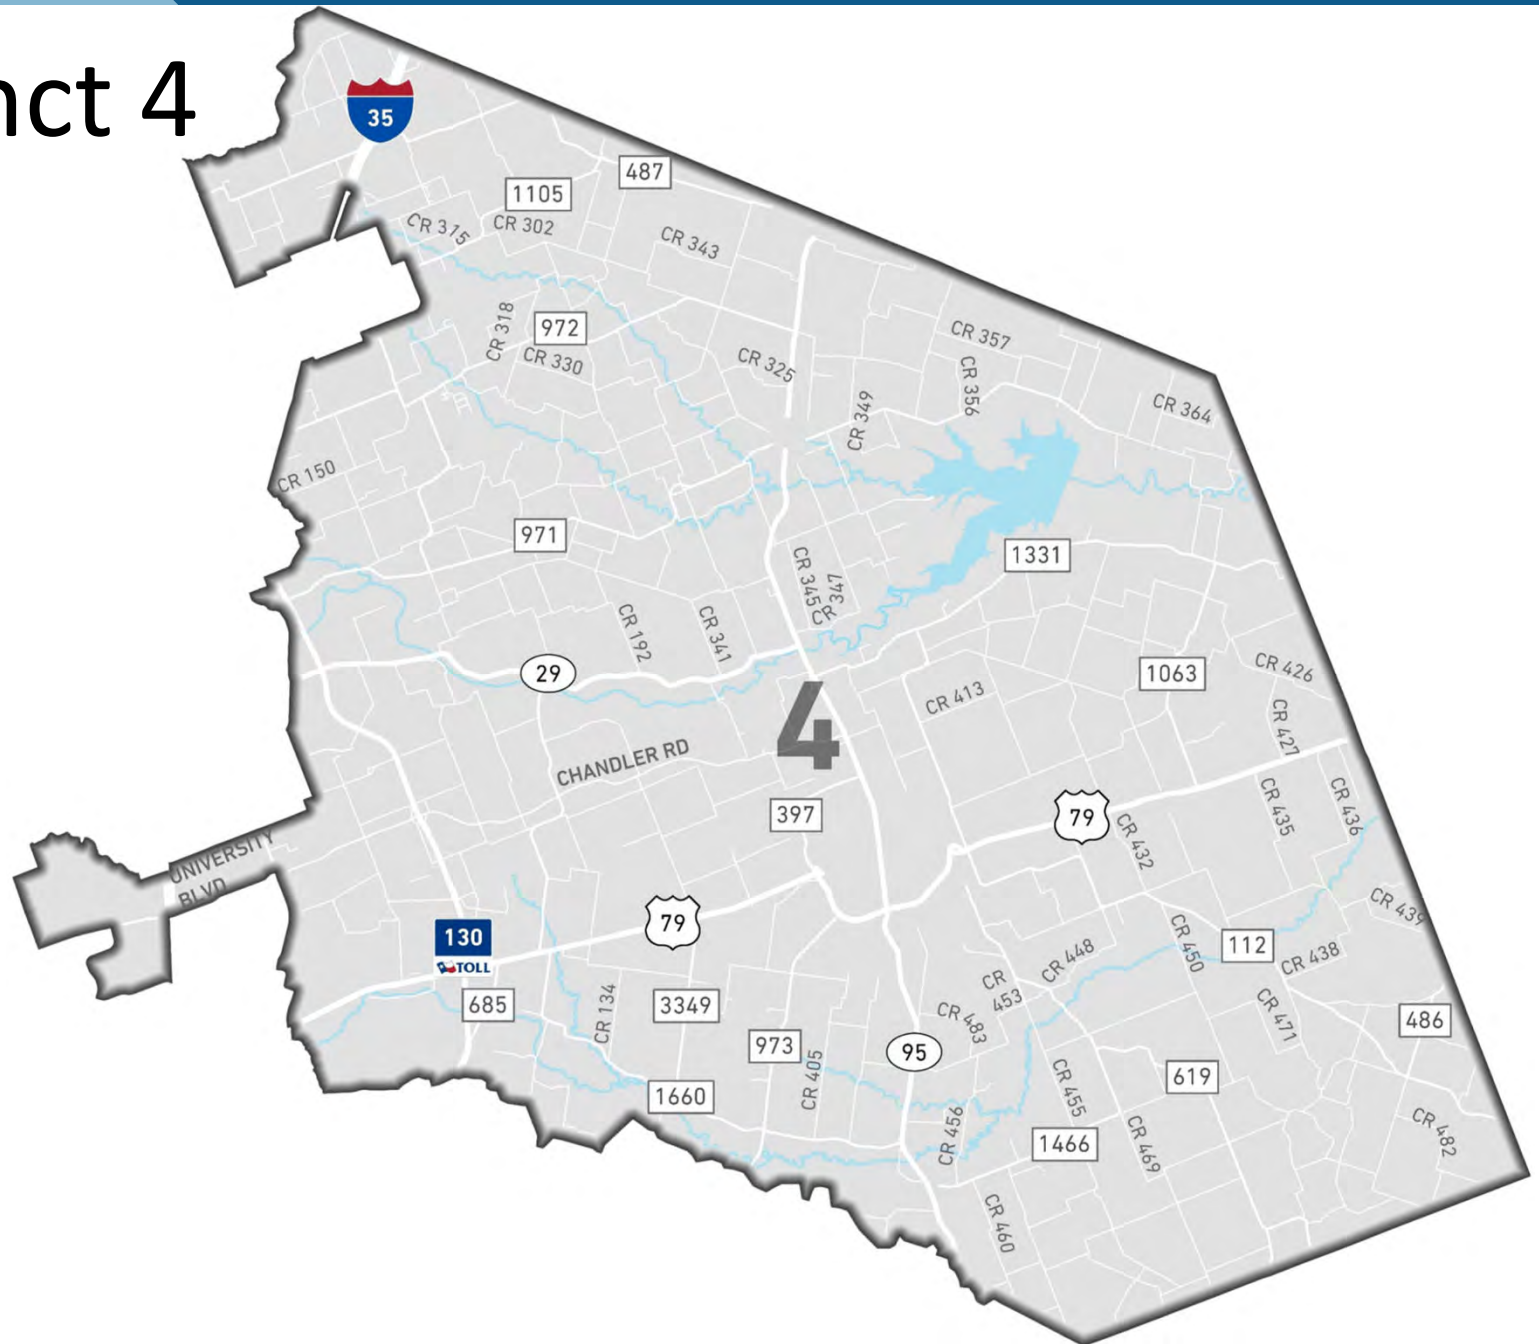 nct 4
35
487
1105
CR 315
CR 302
CR 343
CR 318
972
CR 330
CR 325
CR 357
CR 356
CR 349
CR 364
CR 150
971
1331
CR 345
CR 347
CR 192
CR 341
29
1063
CR 426
CR 413
4
CR 427
CHANDLER RD
397
79
CR 432
CR 435
CR 436
UNIVERSITY
BLVD
79
130
TOLL
685
CR 134
3349
973
CR 405
95
CR 483
CR
453
CR 448
CR 450
112
CR 438
CR 439
CR 471
486
1660
CR 456
CR 455
619
1466
CR 469
CR 482
CR 460